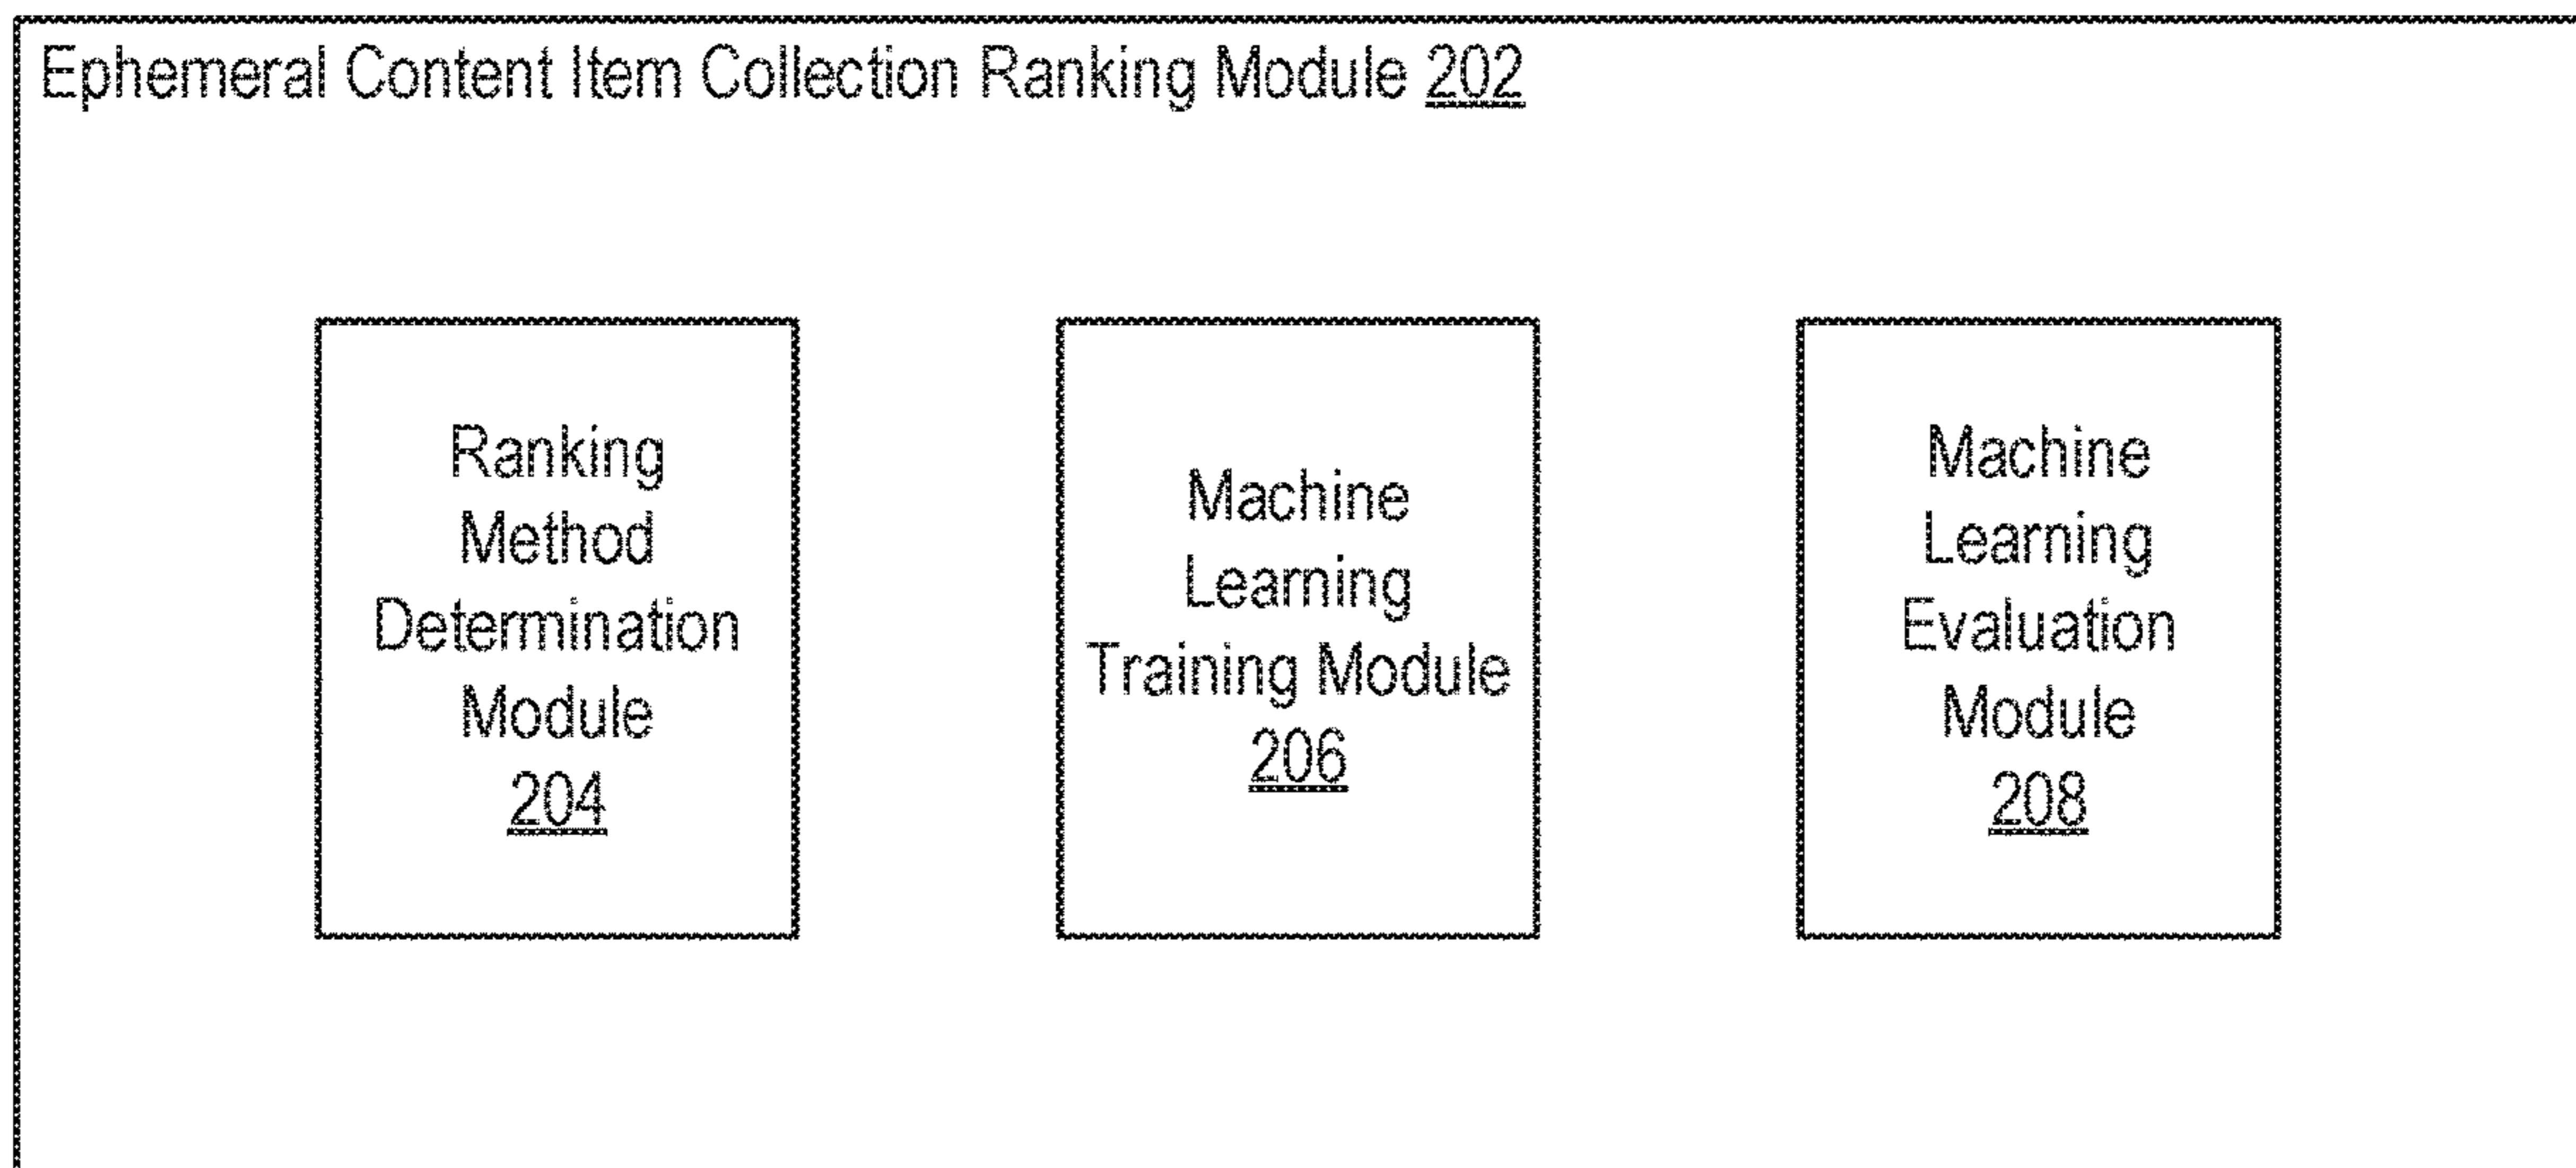 Ephemeral Content Item Collection Ranking Module 202
Ranking
Method
Determination
Module
204
Machine
Learning
Training Module
206
Machine
Learning
Evaluation
Module
208